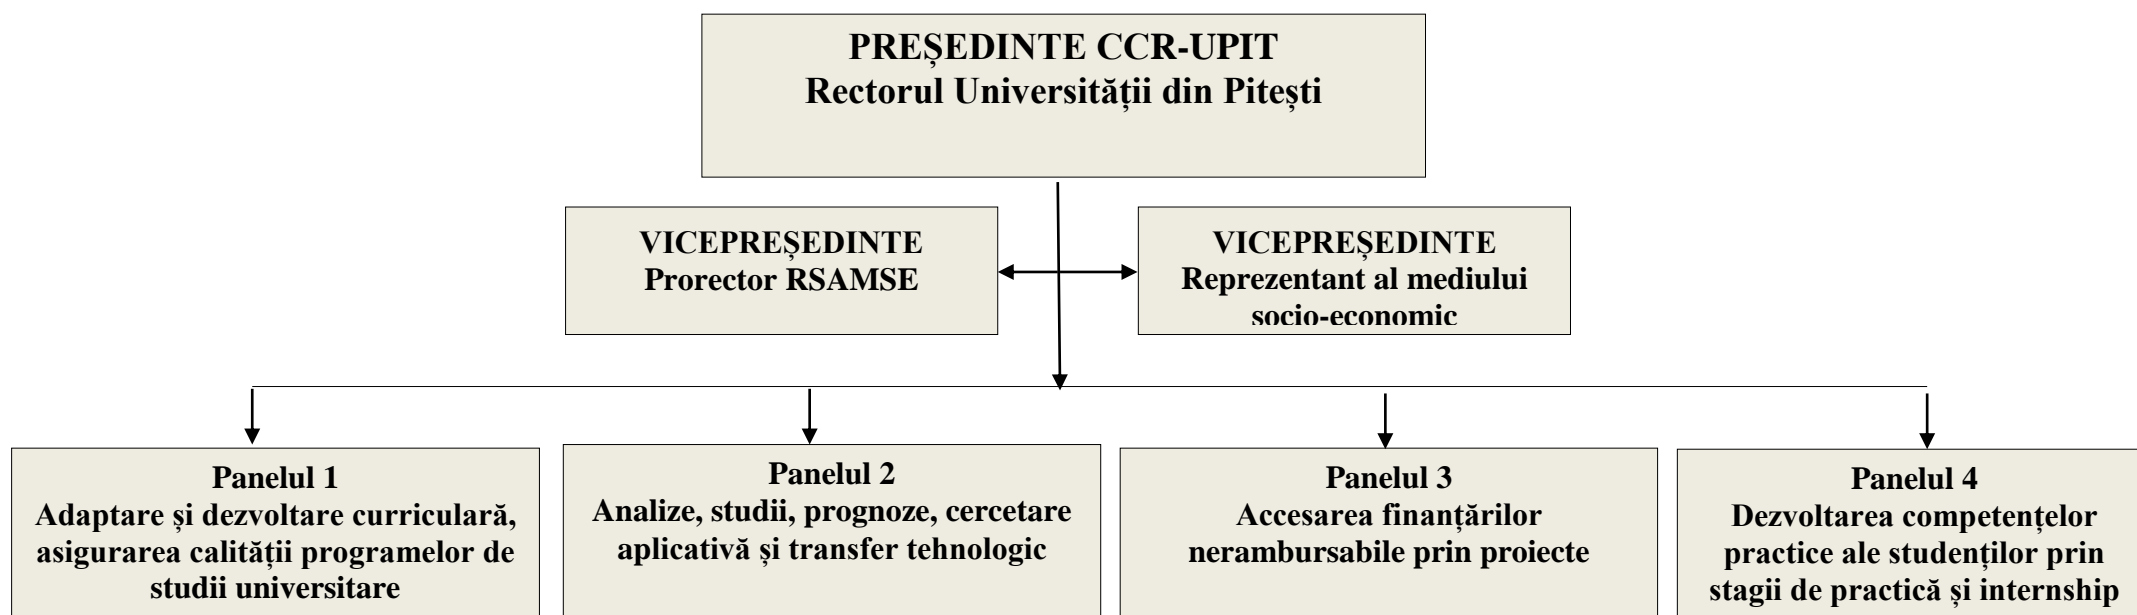 PREȘEDINTE CCR-UPIT
Rectorul Universității din Pitești
VICEPREȘEDINTE
Prorector RSAMSE
VICEPREȘEDINTE
Reprezentant al mediului
socio-economic
Panelul 1
Adaptare și dezvoltare curriculară,
asigurarea calității programelor de
studii universitare
Panelul 2
Analize, studii, prognoze, cercetare
aplicativă și transfer tehnologic
Panelul 3
Accesarea finanțărilor
nerambursabile prin proiecte
Panelul 4
Dezvoltarea competențelor
practice ale studenților prin
stagii de practică și internship